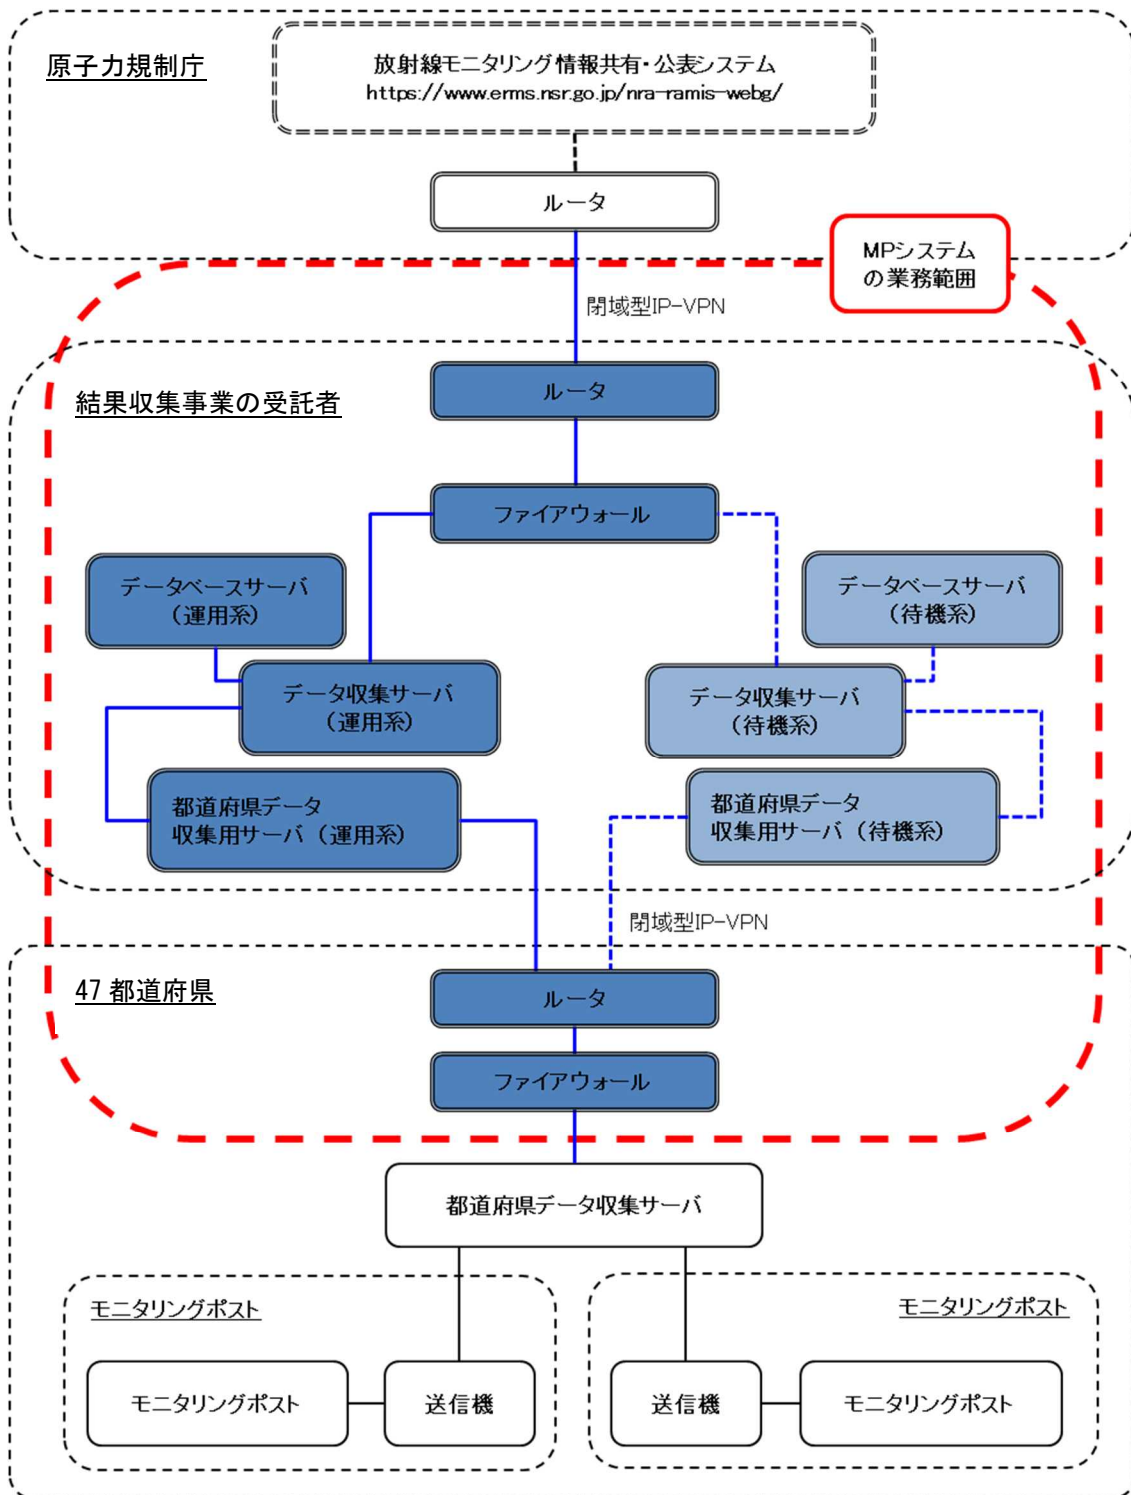 原子力規制庁
放射線モニタリング情報共有・公表システム
https://www.erms.nsr.go.jp/nra-ramis-webg/
ルータ
MPシステム
の業務範囲
閉域型IP-VPN
結果収集事業の受託者
ルータ
ファイアウォール
データベースサーバ
（運用系）
データベースサーバ
（待機系）
データ収集サーバ
（運用系）
データ収集サーバ
（待機系）
都道府県データ
収集用サーバ（運用系）
都道府県データ
収集用サーバ（待機系）
閉域型IP-VPN
47 都道府県
ルータ
ファイアウォール
都道府県データ収集サーバ
モニタリングポスト
モニタリングポスト
モニタリングポスト
送信機
送信機
モニタリングポスト